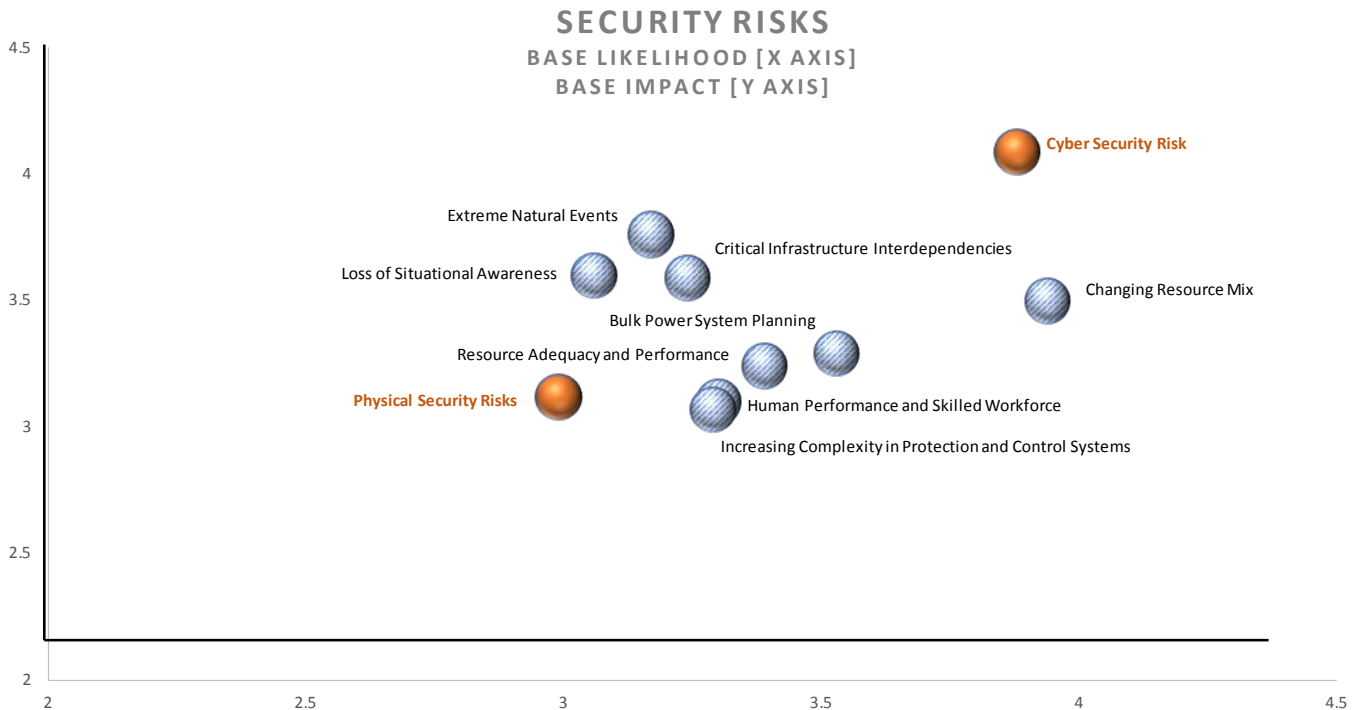 SECURITY RISKS
BASE LIKELIHOOD [X AXIS]
BASE IMPACT [Y AXIS]
4.5
4
3.5
3
2.5
2
Cyber Security Risk
Extreme Natural Events
Critical Infrastructure Interdependencies
Loss of Situational Awareness
Changing Resource Mix
Bulk Power System Planning
Resource Adequacy and Performance
Physical Security Risks
Human Performance and Skilled Workforce
Increasing Complexity in Protection and Control Systems
2
2.5
3
3.5
4
4.5